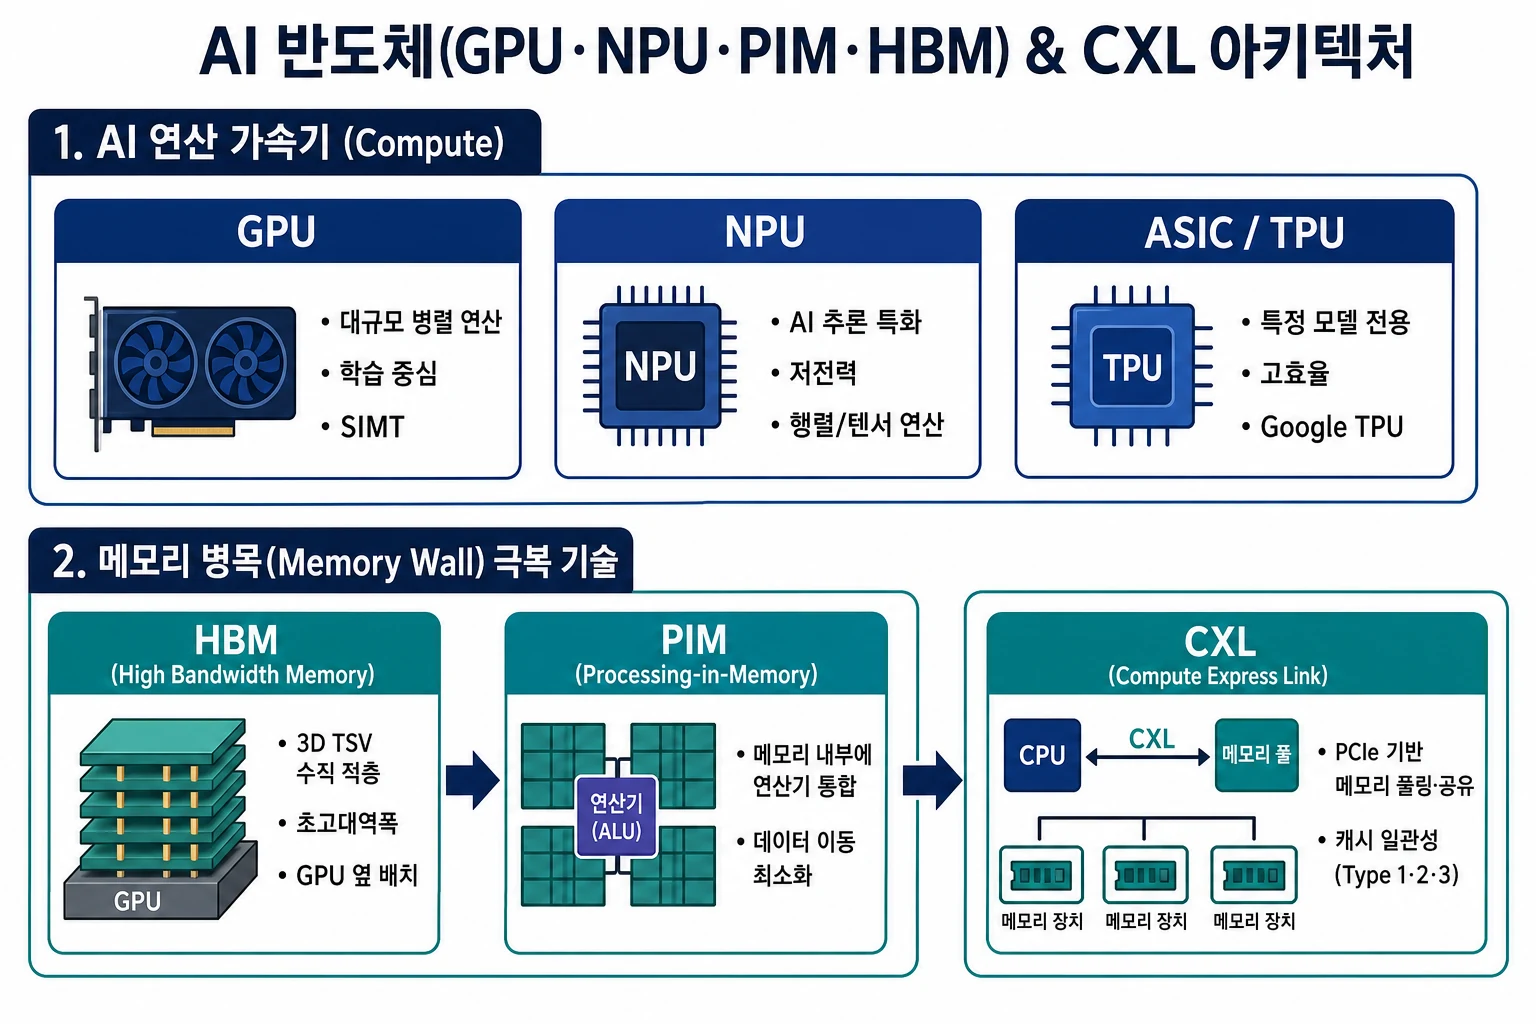 AI 반도체(GPU·NPU·PIM·HBM) & CXL 아키텍처
1. AI 연산 가속기 (Compute)
GPU
• 대규모 병렬 연산
• 학습 중심
• SIMT
NPU
NPU
• AI 추론 특화
• 저전력
• 행렬/텐서 연산
ASIC / TPU
TPU
• 특정 모델 전용
• 고효율
• Google TPU
2. 메모리 병목(Memory Wall) 극복 기술
HBM
(High Bandwidth Memory)
GPU
• 3D TSV
수직 적층
• 초고대역폭
• GPU 옆 배치
PIM
(Processing-in-Memory)
연산기
(ALU)
• 메모리 내부에
연산기 통합
• 데이터 이동
최소화
CXL
(Compute Express Link)
CPU
CXL
메모리 풀
메모리 장치
메모리 장치
메모리 장치
• PCIe 기반
메모리 풀링·공유
• 캐시 일관성
(Type 1·2·3)